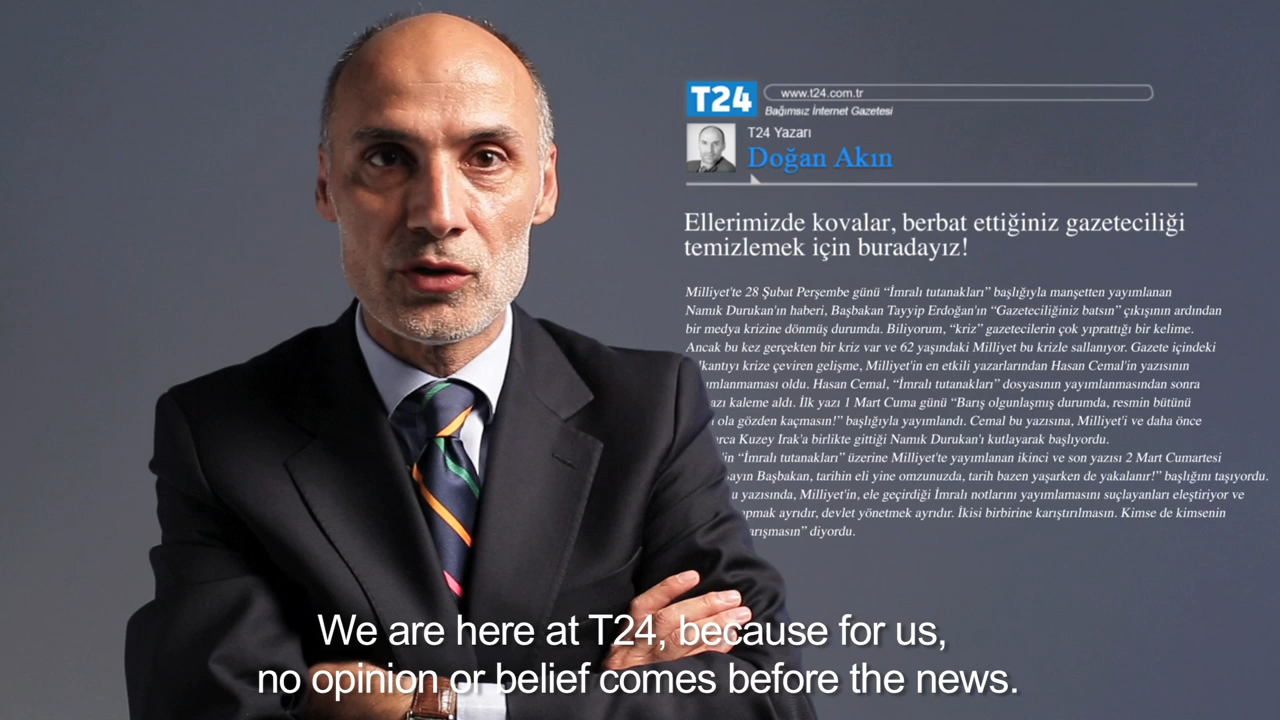 T24
www.t24.com.tr
Bağımsız İnternet Gazetesi
T24 Yazarı
Doğan Akın
Ellerimizde kovalar, berbat ettiğiniz gazeteciliği
temizlemek için buradayız!
Milliyet'te 28 Şubat Perşembe günü “İmralı tutanakları” başlığıyla manşetten yayımlanan
Namık Durukan'ın haberi, Başbakan Tayyip Erdoğan'ın “Gazeteciliğiniz batsın” çıkışının ardından
bir medya krizine dönmüş durumda. Biliyorum, “kriz” gazetecilerin çok yıprattığı bir kelime.
Ancak bu kez gerçekten bir kriz var ve 62 yaşındaki Milliyet bu krizle sallanıyor. Gazete içindeki
krize çeviren gelişme, Milliyet'in en etkili yazarlarından Hasan Cemal'in yazısının
oldu. Hasan Cemal, “İmralı tutanakları” dosyasının yayımlanmasından sonra
kaleme aldı. İlk yazı 1 Mart Cuma günü “Barış olgunlaşmış durumda, resmin bütünü
ola gözden kaçmasın!” başlığıyla yayımlandı. Cemal bu yazısına, Milliyet'i ve daha önce
Kuzey Irak'a birlikte gittiği Namık Durukan'ı kutlayarak başlıyordu.
“İmralı tutanakları” üzerine Milliyet'te yayımlanan ikinci ve son yazısı 2 Mart Cumartesi
Sayın Başbakan, tarihin eli yine omzunuzda, tarih bazen yaşarken de yakalanır!” başlığını taşıyordu.
u yazısında, Milliyet'in, ele geçirdiği İmralı notlarını yayımlamasını suçlayanları eleştiriyor ve
apmak ayrıdır, devlet yönetmek ayrıdır. İkisi birbirine karıştırılmasın. Kimse de kimsenin
arışmasın” diyordu.
We are here at T24, because for us,
no opinion or belief comes before the news.